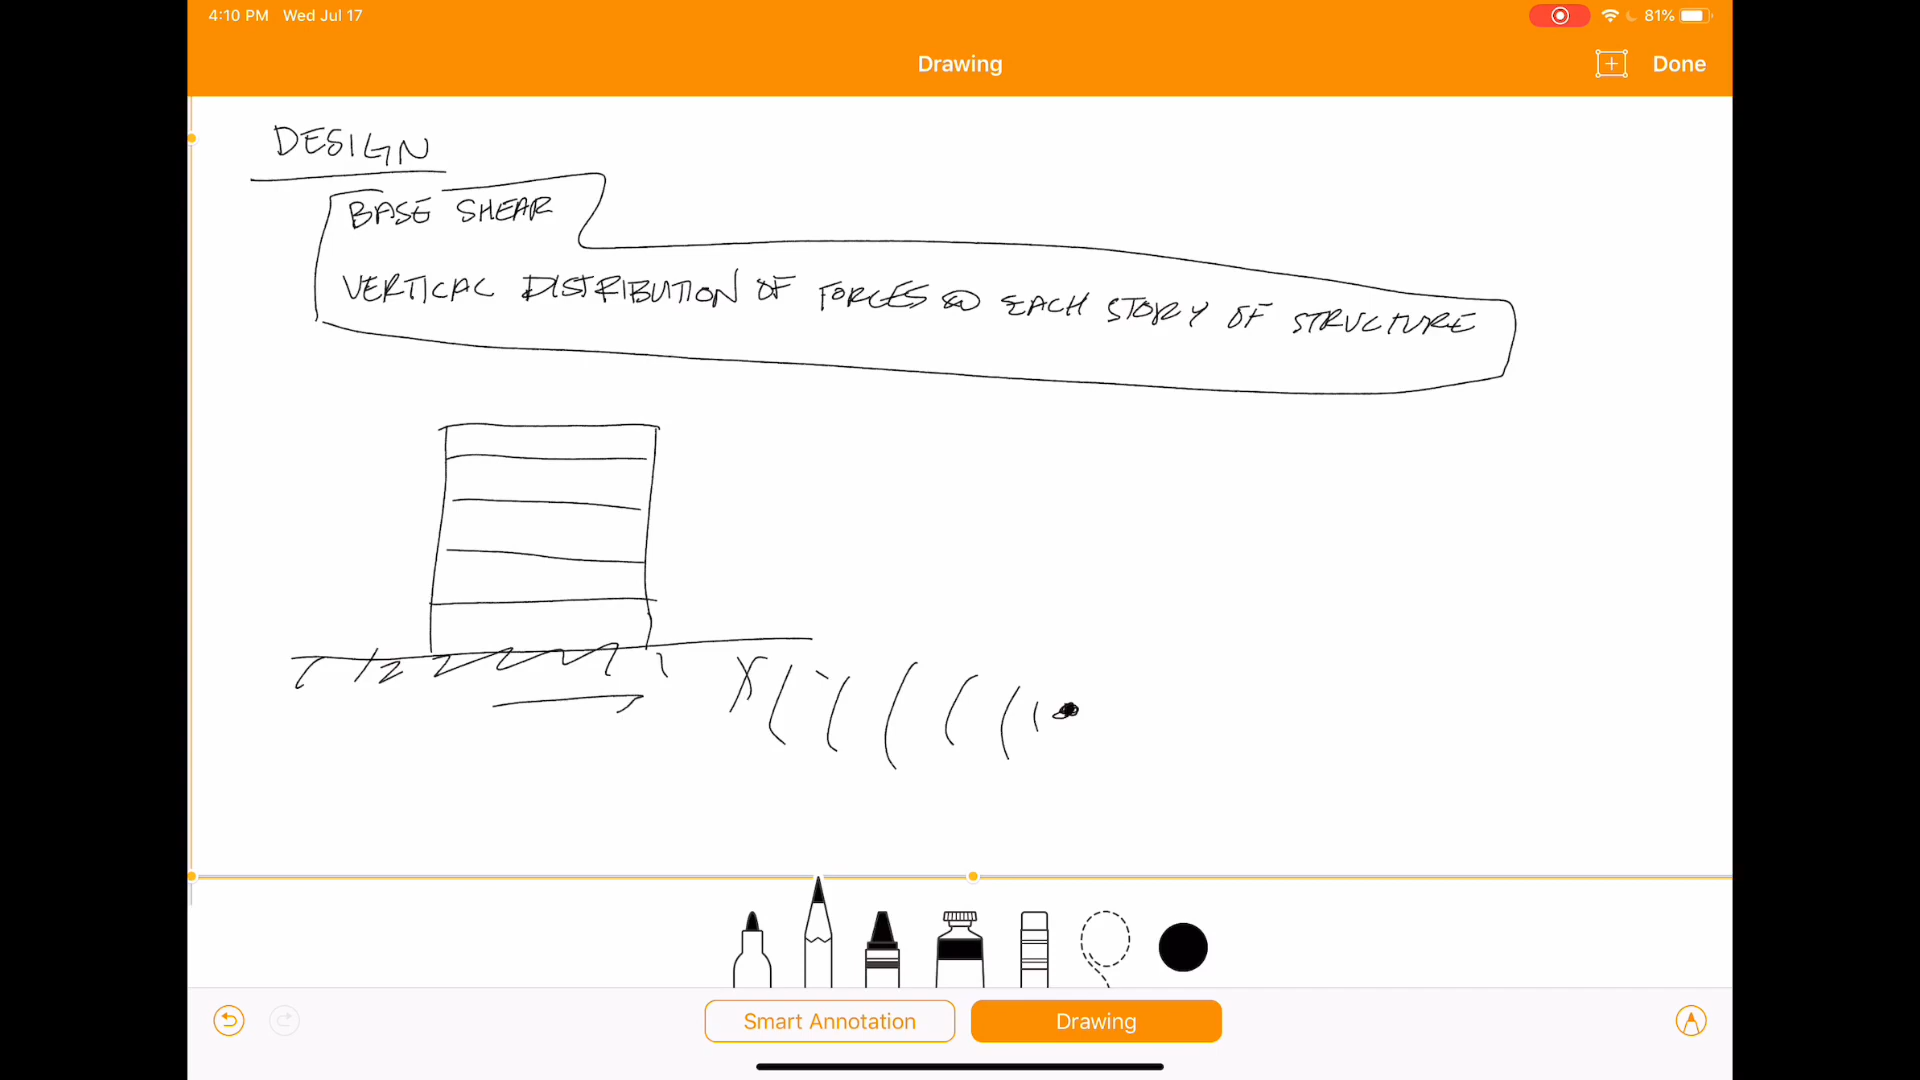 4:10 PM Wed Jul 17
81%
Drawing
Done
DESIGN
BASE SHEAR
VERTICAL DISTRIBUTION OF FORCES @ EACH STORY OF STRUCTURE
Smart Annotation
Drawing